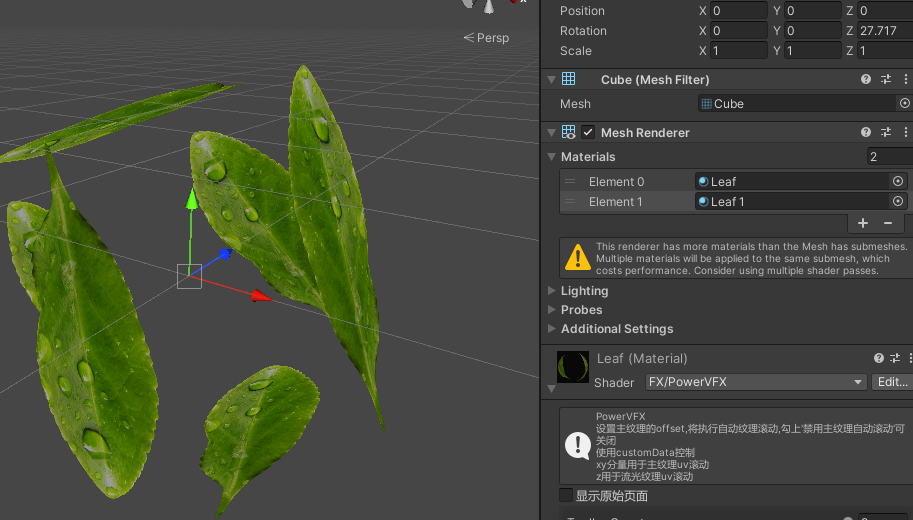 Position X 0 Y 0 Z 0
Rotation X 0 Y 0 Z 27.717
Scale X 1 Y 1 Z 1
< Persp
Cube (Mesh Filter)
Mesh Cube
Mesh Renderer
Materials 2
Element 0 Leaf
Element 1 Leaf 1
+ −
This renderer has more materials than the Mesh has submeshes.
Multiple materials will be applied to the same submesh, which
costs performance. Consider using multiple shader passes.
Lighting
Probes
Additional Settings
Leaf (Material)
Shader FX/PowerVFX Edit...
PowerVFX
设置主纹理的offset,将执行自动纹理滚动,勾上'禁用主纹理自动滚动'可
关闭
使用customData控制
xy分量用于主纹理uv滚动
z用于流光纹理uv滚动
显示原始页面